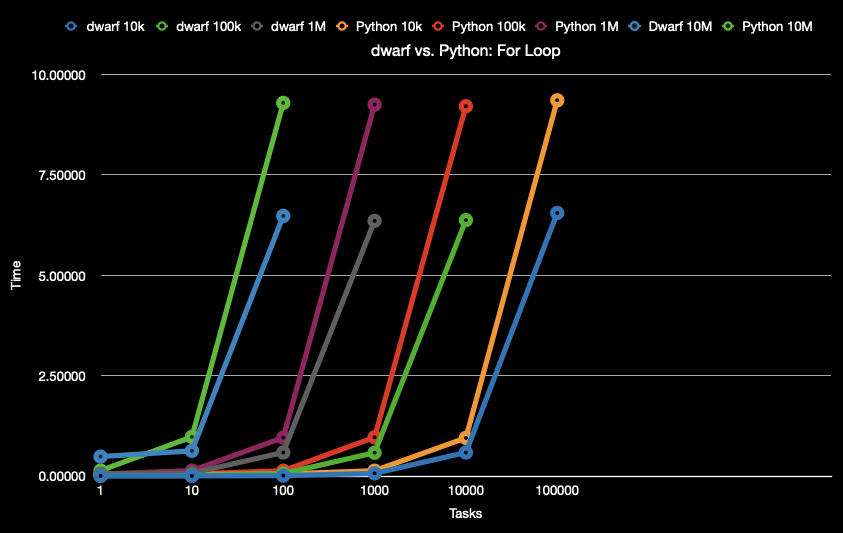 dwarf 10k dwarf 100k dwarf 1M Python 10k Python 100k Python 1M Dwarf 10M Python 10M
dwarf vs. Python: For Loop
10.00000
7.50000
5.00000
2.50000
0.00000
Time
1 10 100 1000 10000 100000
Tasks